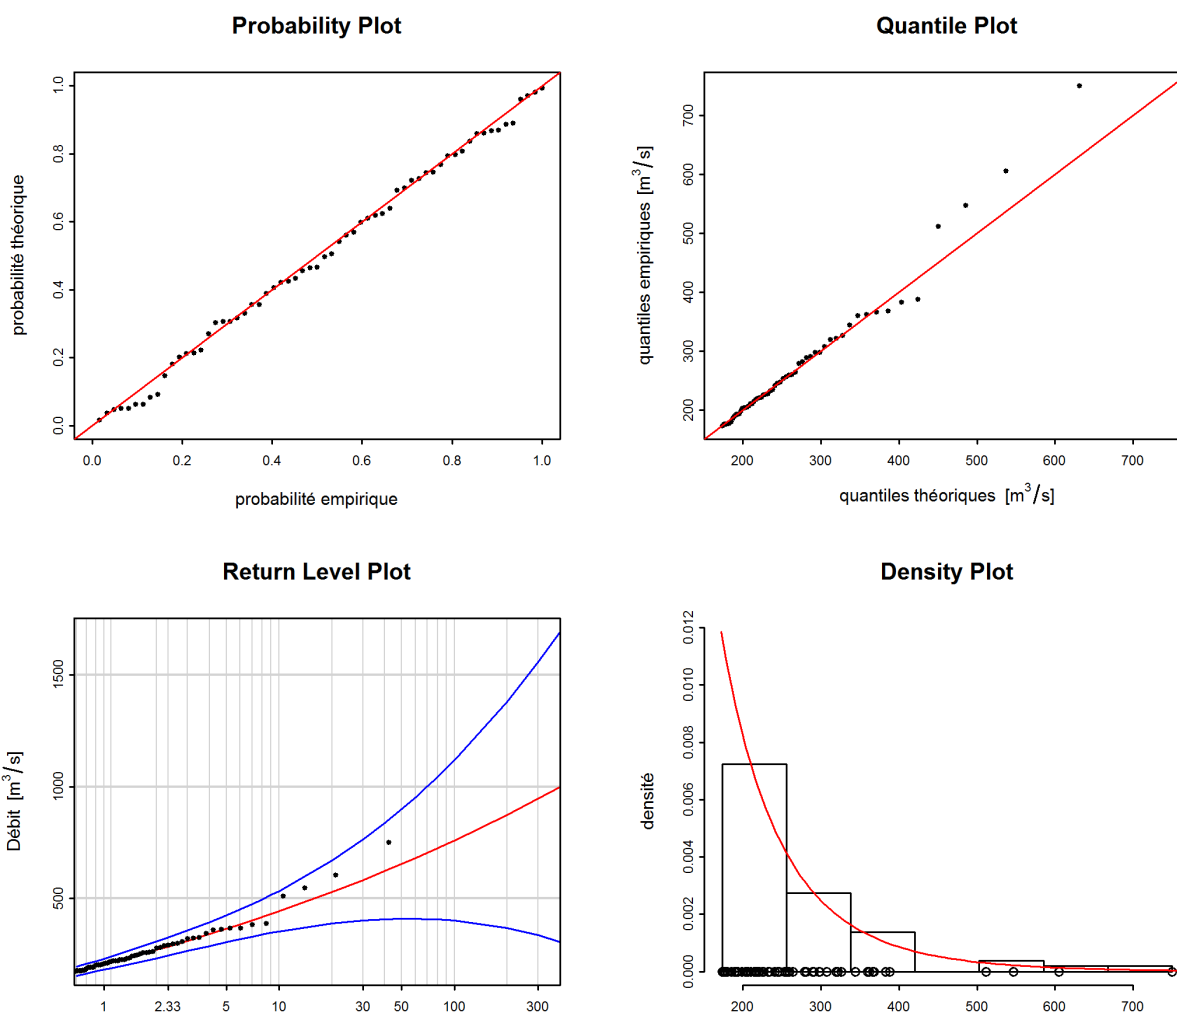 Probability Plot
probabilité théorique
0.0 0.2 0.4 0.6 0.8 1.0
0.0 0.2 0.4 0.6 0.8 1.0
probabilité empirique
Quantile Plot
quantiles empiriques [m³/s]
200 300 400 500 600 700
200 300 400 500 600 700
quantiles théoriques [m³/s]
Return Level Plot
Débit [m³/s]
500 1000 1500
1 2.33 5 10 30 50 100 300
Density Plot
densité
0.000 0.002 0.004 0.006 0.008 0.010 0.012
200 300 400 500 600 700